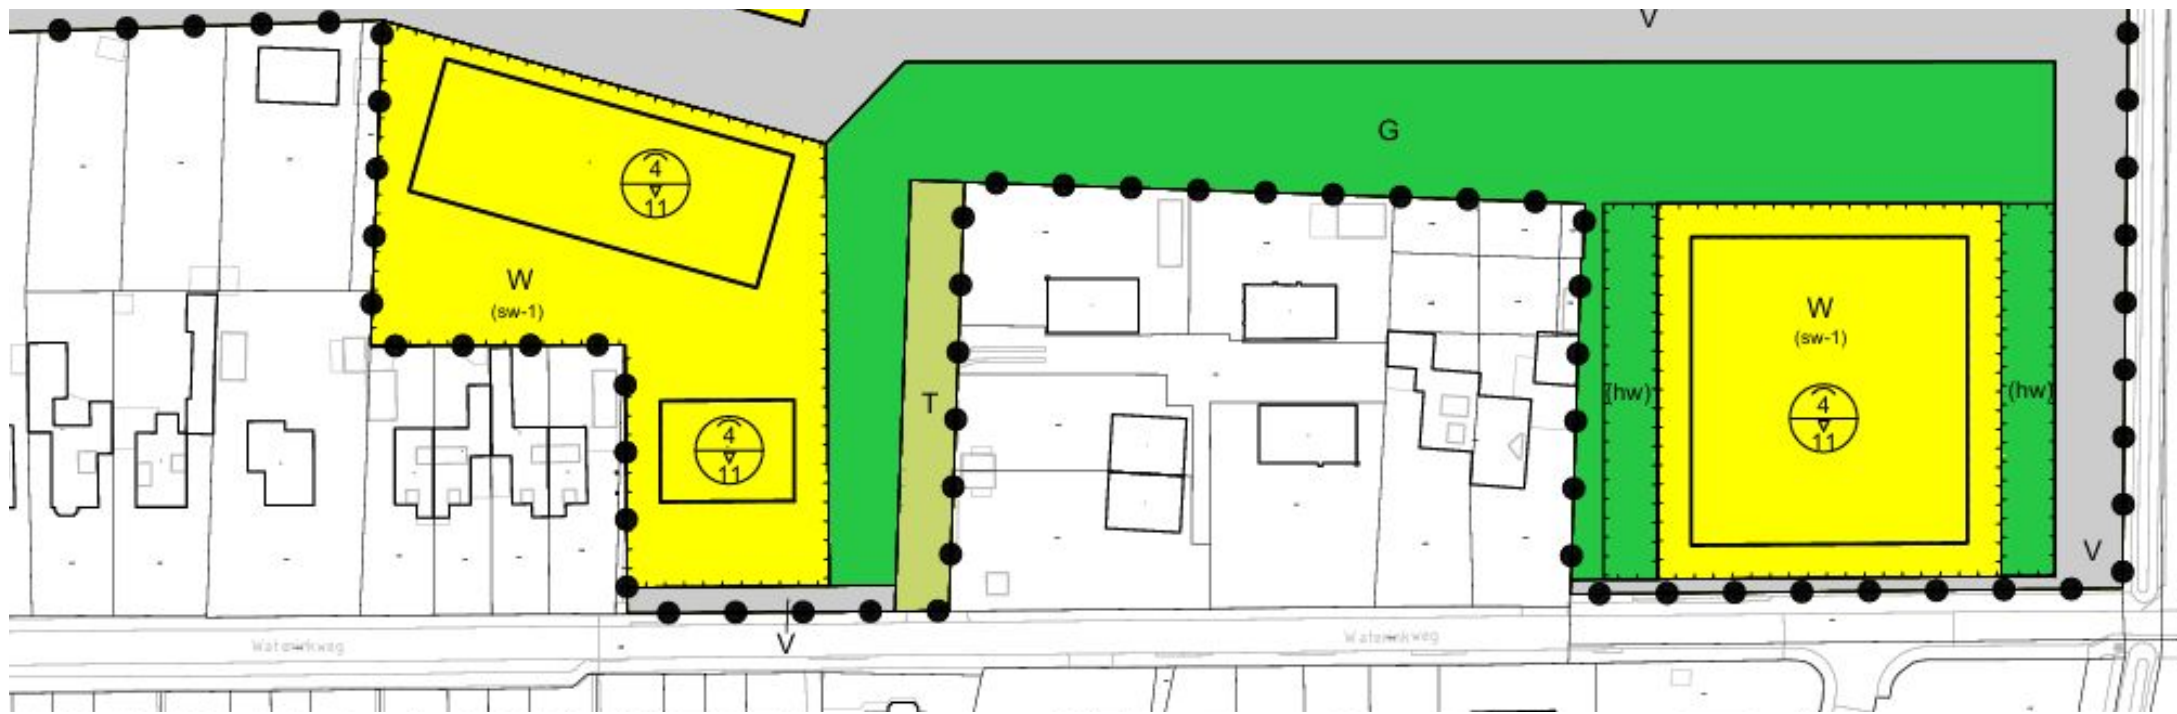 V
G
4
11
W
(sw-1)
T
4
11
W
(sw-1)
4
11
(hw)
(hw)
V
V
Waterinkweg
Waterinkweg